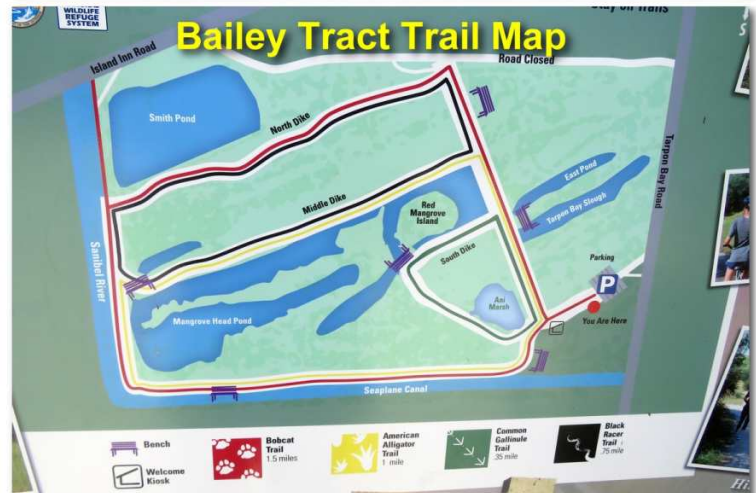 WILDLIFE
REFUGE
SYSTEM
Stay on Trails
Bailey Tract Trail Map
Island Inn Road
Road Closed
Smith Pond
North Dike
Tarpon Bay Road
East Pond
Middle Dike
Red
Mangrove
Island
Tarpon Bay Slough
Sanibel River
South Dike
Parking
P
Ani
Marsh
Mangrove Head Pond
You Are Here
Seaplane Canal
Bench
Welcome
Kiosk
Bobcat
Trail
1.5 miles
American
Alligator
Trail
1 mile
Common
Gallinule
Trail
.35 mile
Black
Racer
Trail
.75 mile